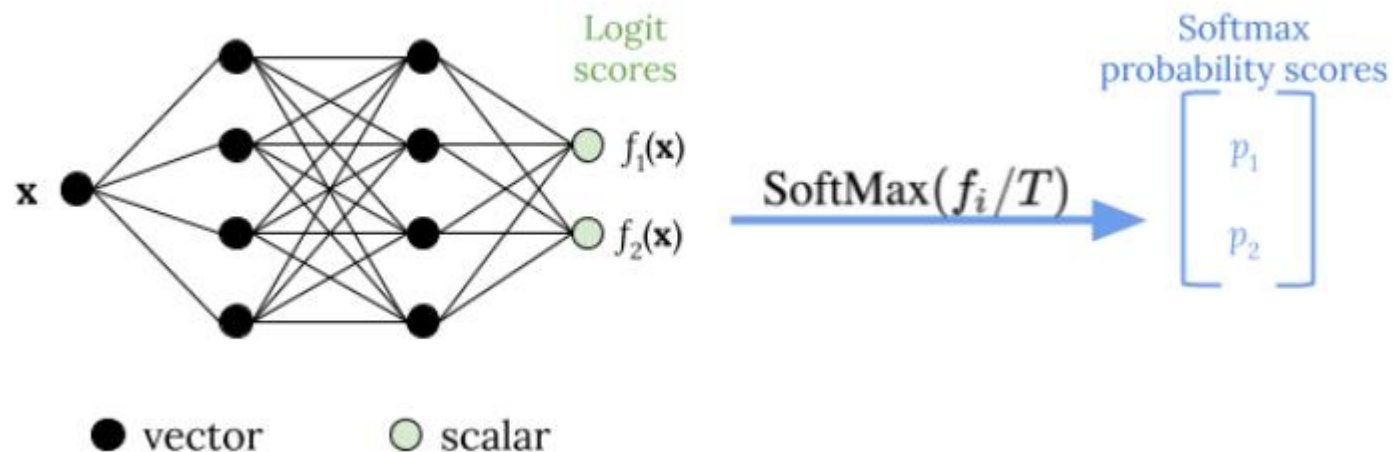 Logit
scores
Softmax
probability scores
x
f₁(x)
f₂(x)
SoftMax(fᵢ/T)
p₁
p₂
vector
scalar